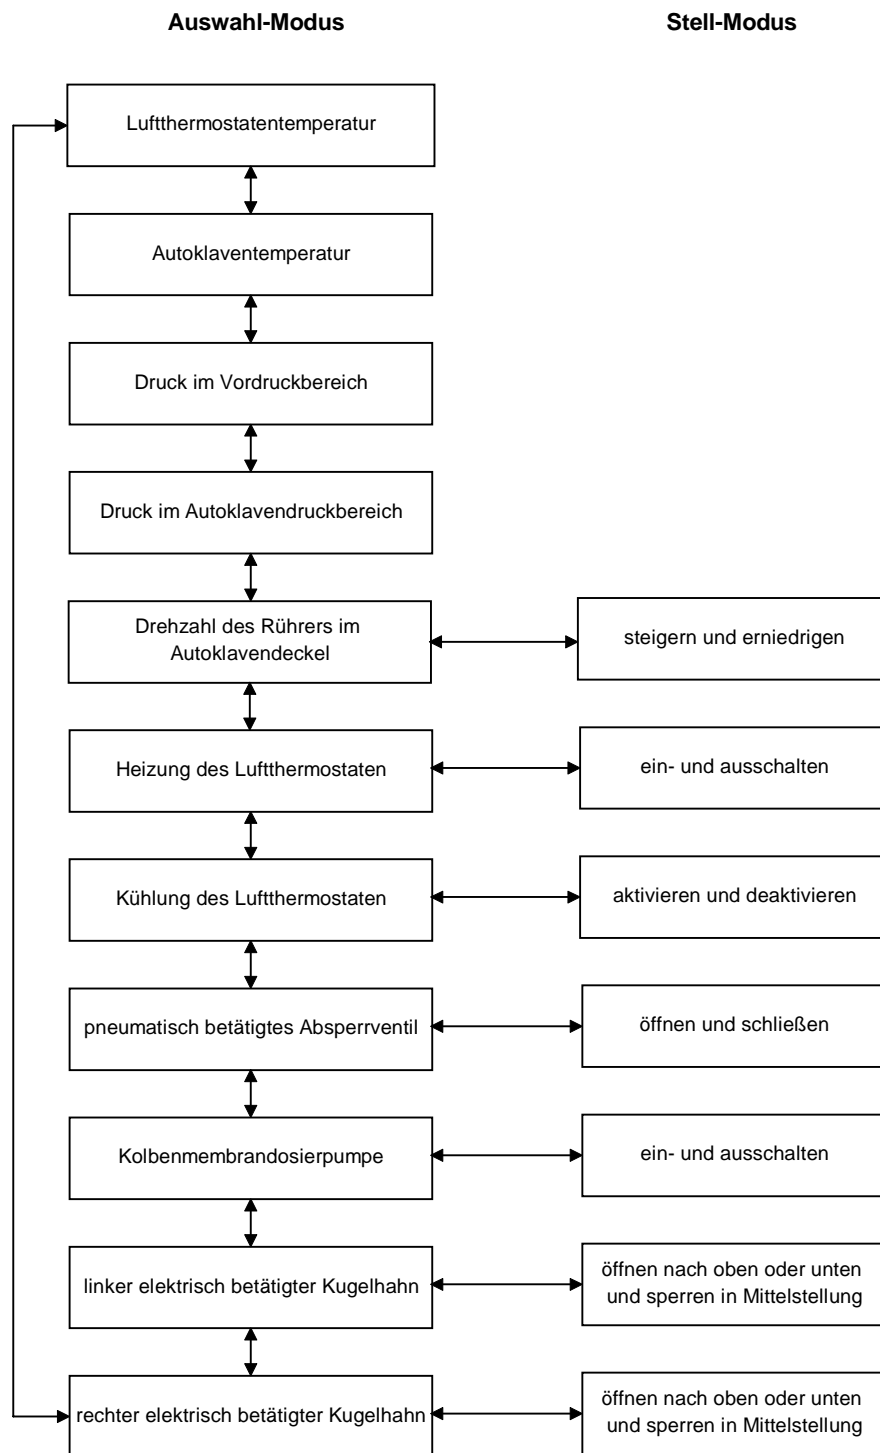 Auswahl-Modus
Stell-Modus
Luftthermostatentemperatur
Autoklaventemperatur
Druck im Vordruckbereich
Druck im Autoklavendruckbereich
Drehzahl des Rührers im
Autoklavendeckel
steigern und erniedrigen
Heizung des Luftthermostaten
ein- und ausschalten
Kühlung des Luftthermostaten
aktivieren und deaktivieren
pneumatisch betätigtes Absperrventil
öffnen und schließen
Kolbenmembrandosierpumpe
ein- und ausschalten
linker elektrisch betätigter Kugelhahn
öffnen nach oben oder unten
und sperren in Mittelstellung
rechter elektrisch betätigter Kugelhahn
öffnen nach oben oder unten
und sperren in Mittelstellung